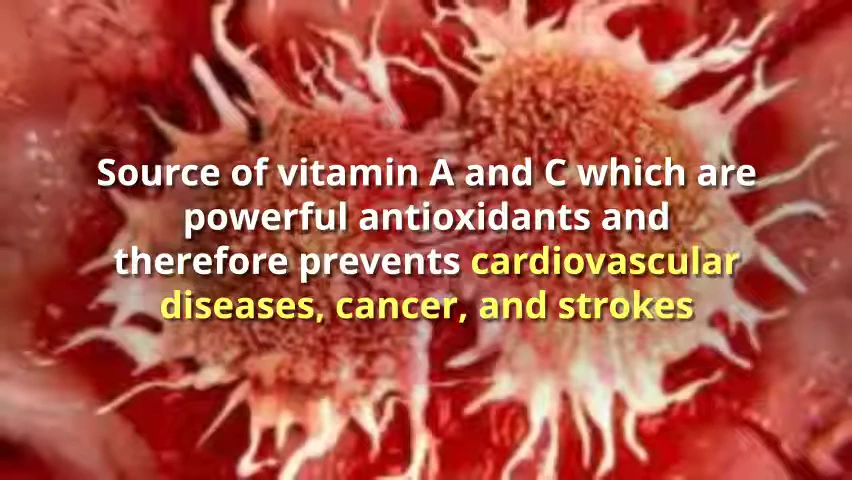 Source of vitamin A and C which are
powerful antioxidants and
therefore prevents cardiovascular
diseases, cancer, and strokes